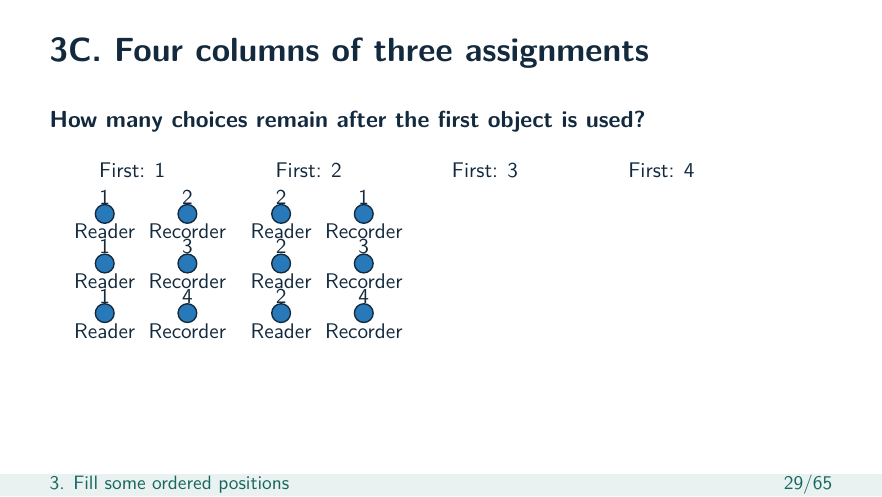 3C. Four columns of three assignments
How many choices remain after the first object is used?
First: 1 First: 2 First: 3 First: 4
1 2 2 1
Reader Recorder Reader Recorder
1 3 2 3
Reader Recorder Reader Recorder
1 4 2 4
Reader Recorder Reader Recorder
3. Fill some ordered positions 29/65